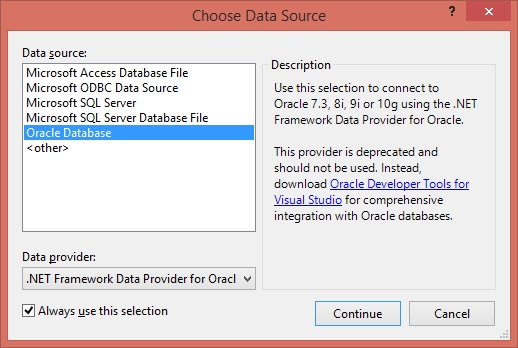 Choose Data Source
?
Data source:
Microsoft Access Database File
Microsoft ODBC Data Source
Microsoft SQL Server
Microsoft SQL Server Database File
Oracle Database
<other>
Description
Use this selection to connect to
Oracle 7.3, 8i, 9i or 10g using the .NET
Framework Data Provider for Oracle.
This provider is deprecated and
should not be used. Instead,
download Oracle Developer Tools for
Visual Studio for comprehensive
integration with Oracle databases.
Data provider:
.NET Framework Data Provider for Oracl
Always use this selection
Continue
Cancel